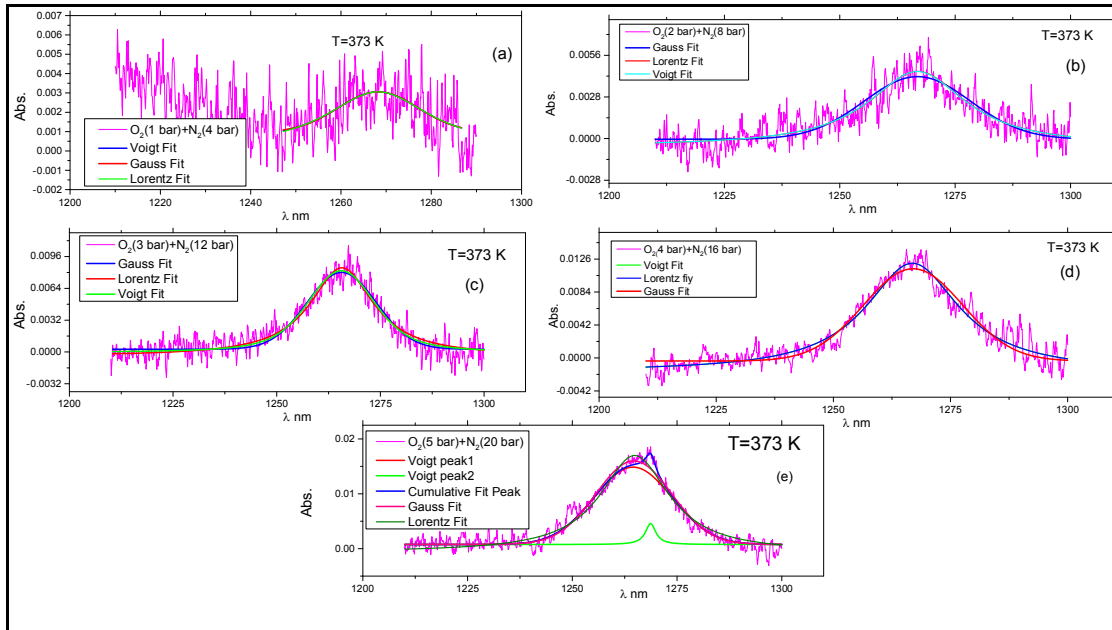 0.007
0.006
0.005
0.004
0.003
0.002
0.001
0.000
-0.001
-0.002
Abs.
T=373 K
(a)
O2(1 bar)+N2(4 bar)
Voigt Fit
Gauss Fit
Lorentz Fit
1200 1220 1240 1260 1280 1300
λ nm
0.0056
0.0028
0.0000
-0.0028
Abs.
O2(2 bar)+N2(8 bar)
Gauss Fit
Lorentz Fit
Voigt Fit
T=373 K
(b)
1200 1225 1250 1275 1300
λ nm
0.0096
0.0064
0.0032
0.0000
-0.0032
Abs.
O2(3 bar)+N2(12 bar)
Gauss Fit
Lorentz Fit
Voigt Fit
T=373 K
(c)
1200 1225 1250 1275 1300
λ nm
0.0126
0.0084
0.0042
0.0000
-0.0042
Abs.
O2(4 bar)+N2(16 bar)
Voigt Fit
Lorentz fiy
Gauss Fit
T=373 K
(d)
1200 1225 1250 1275 1300
λ nm
0.02
0.01
0.00
Abs.
O2(5 bar)+N2(20 bar)
Voigt peak1
Voigt peak2
Cumulative Fit Peak
Gauss Fit
Lorentz Fit
T=373 K
(e)
1200 1225 1250 1275 1300
λ nm